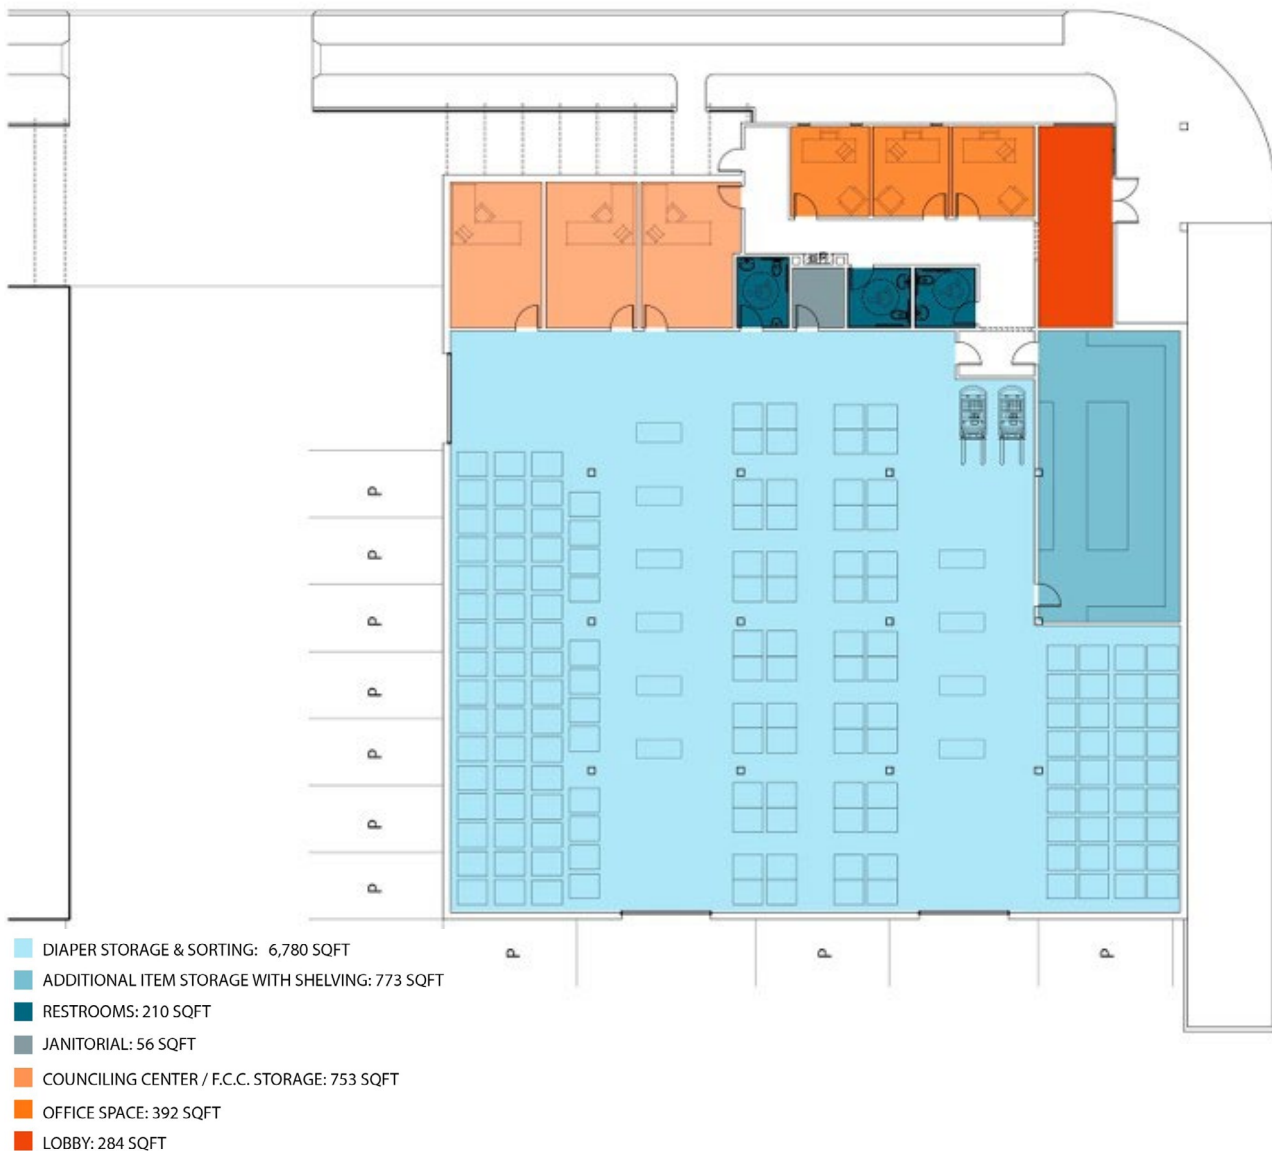 P
P
P
P
P
P
P
P
P
P
DIAPER STORAGE & SORTING: 6,780 SQFT
ADDITIONAL ITEM STORAGE WITH SHELVING: 773 SQFT
RESTROOMS: 210 SQFT
JANITORIAL: 56 SQFT
COUNCILING CENTER / F.C.C. STORAGE: 753 SQFT
OFFICE SPACE: 392 SQFT
LOBBY: 284 SQFT